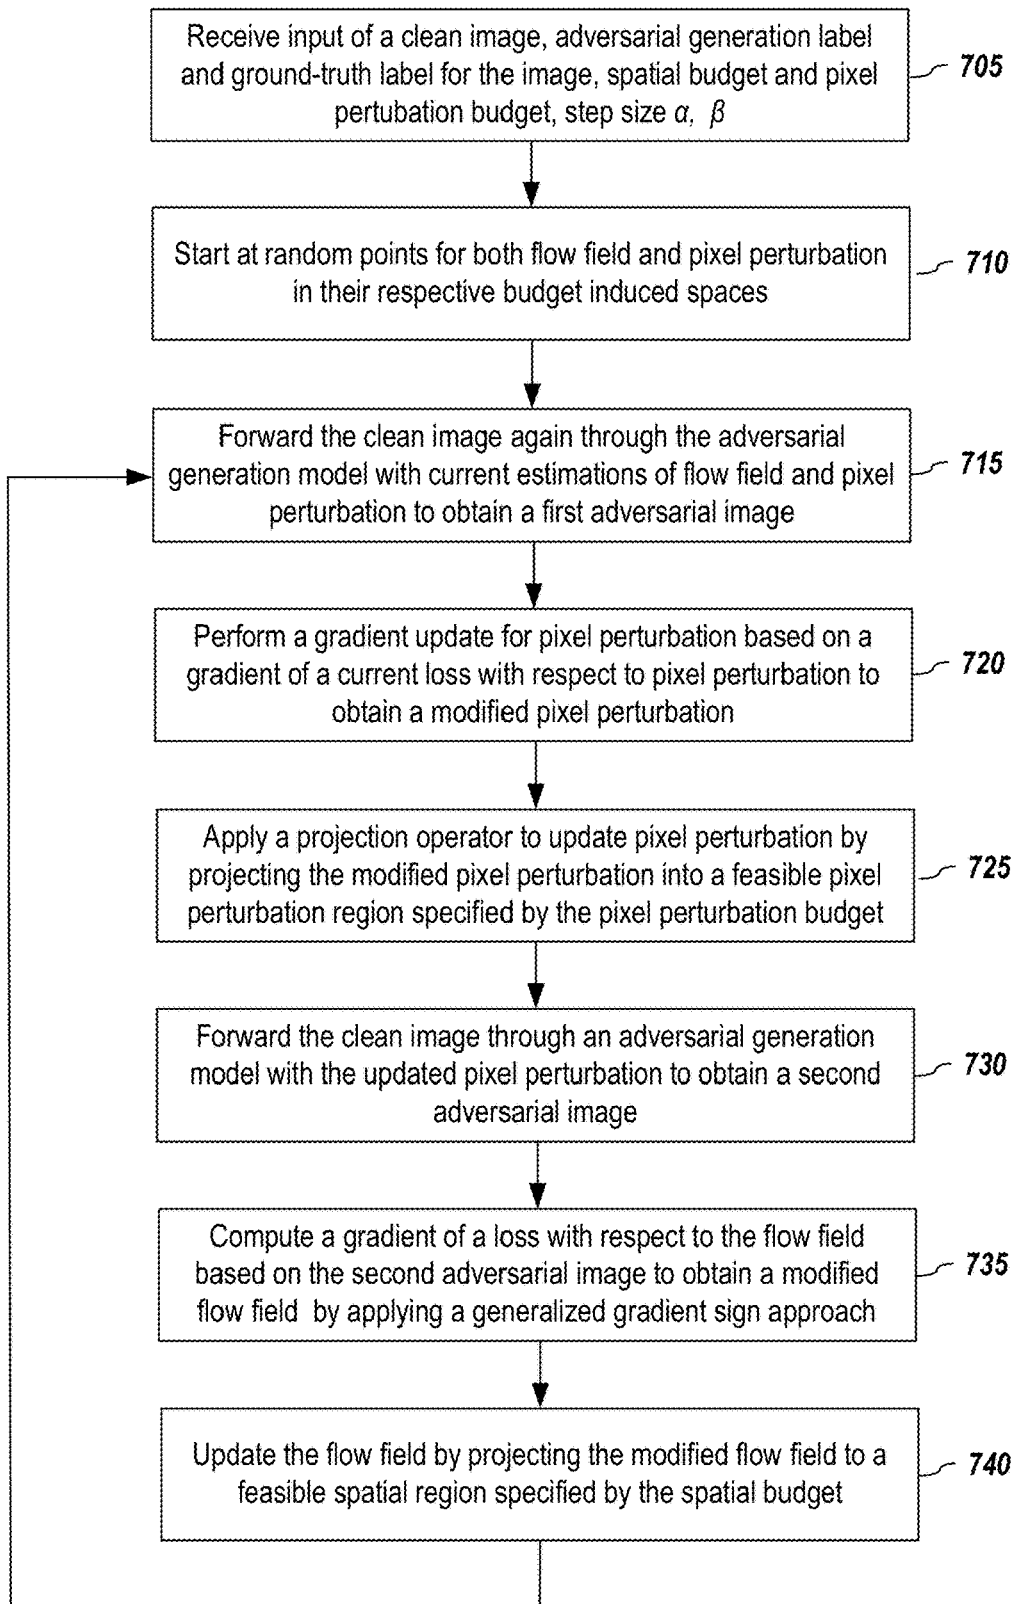 Receive input of a clean image, adversarial generation label
and ground-truth label for the image, spatial budget and pixel
pertubation budget, step size α, β
705
Start at random points for both flow field and pixel perturbation
in their respective budget induced spaces
710
Forward the clean image again through the adversarial
generation model with current estimations of flow field and pixel
perturbation to obtain a first adversarial image
715
Perform a gradient update for pixel perturbation based on a
gradient of a current loss with respect to pixel perturbation to
obtain a modified pixel perturbation
720
Apply a projection operator to update pixel perturbation by
projecting the modified pixel perturbation into a feasible pixel
perturbation region specified by the pixel perturbation budget
725
Forward the clean image through an adversarial generation
model with the updated pixel perturbation to obtain a second
adversarial image
730
Compute a gradient of a loss with respect to the flow field
based on the second adversarial image to obtain a modified
flow field by applying a generalized gradient sign approach
735
Update the flow field by projecting the modified flow field to a
feasible spatial region specified by the spatial budget
740